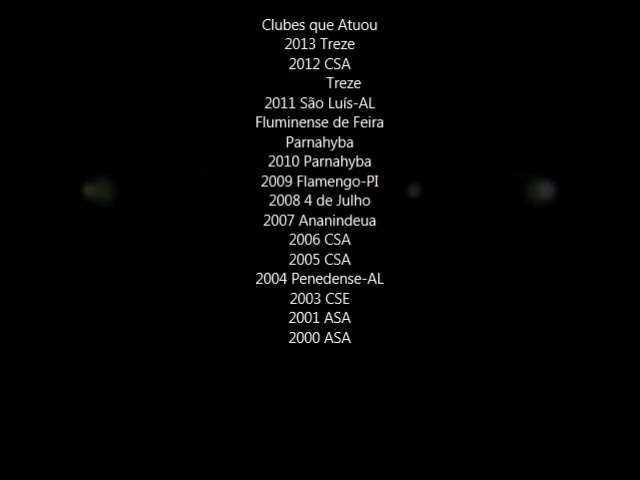 Clubes que Atuou
2013 Treze
2012 CSA
Treze
2011 São Luís-AL
Fluminense de Feira
Parnahyba
2010 Parnahyba
2009 Flamengo-PI
2008 4 de Julho
2007 Ananindeua
2006 CSA
2005 CSA
2004 Penedense-AL
2003 CSE
2001 ASA
2000 ASA